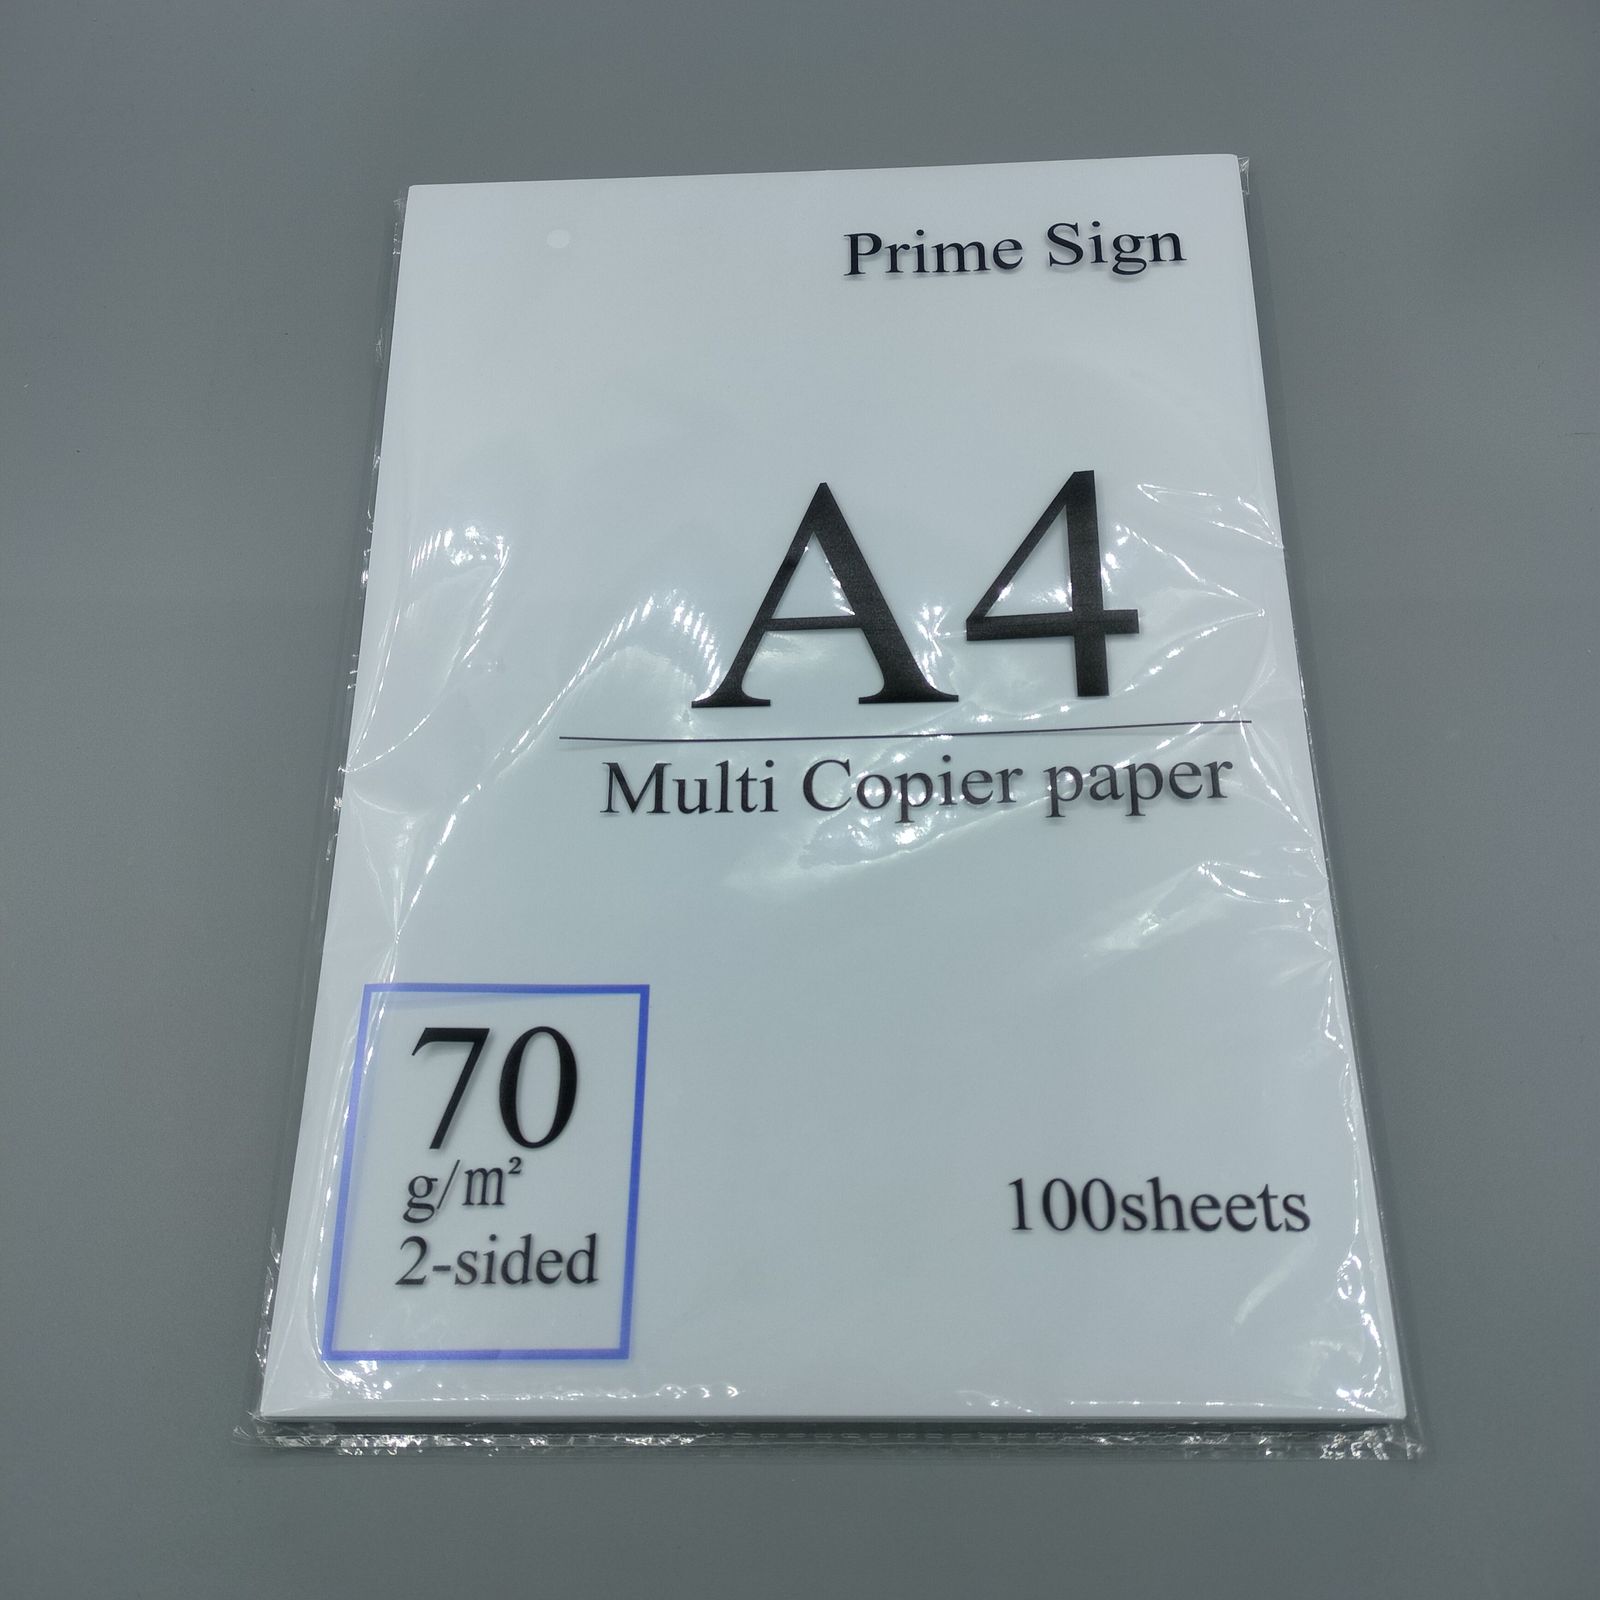 Prime Sign
A4
Multi Copier paper
70
g/m²
2-sided
100sheets